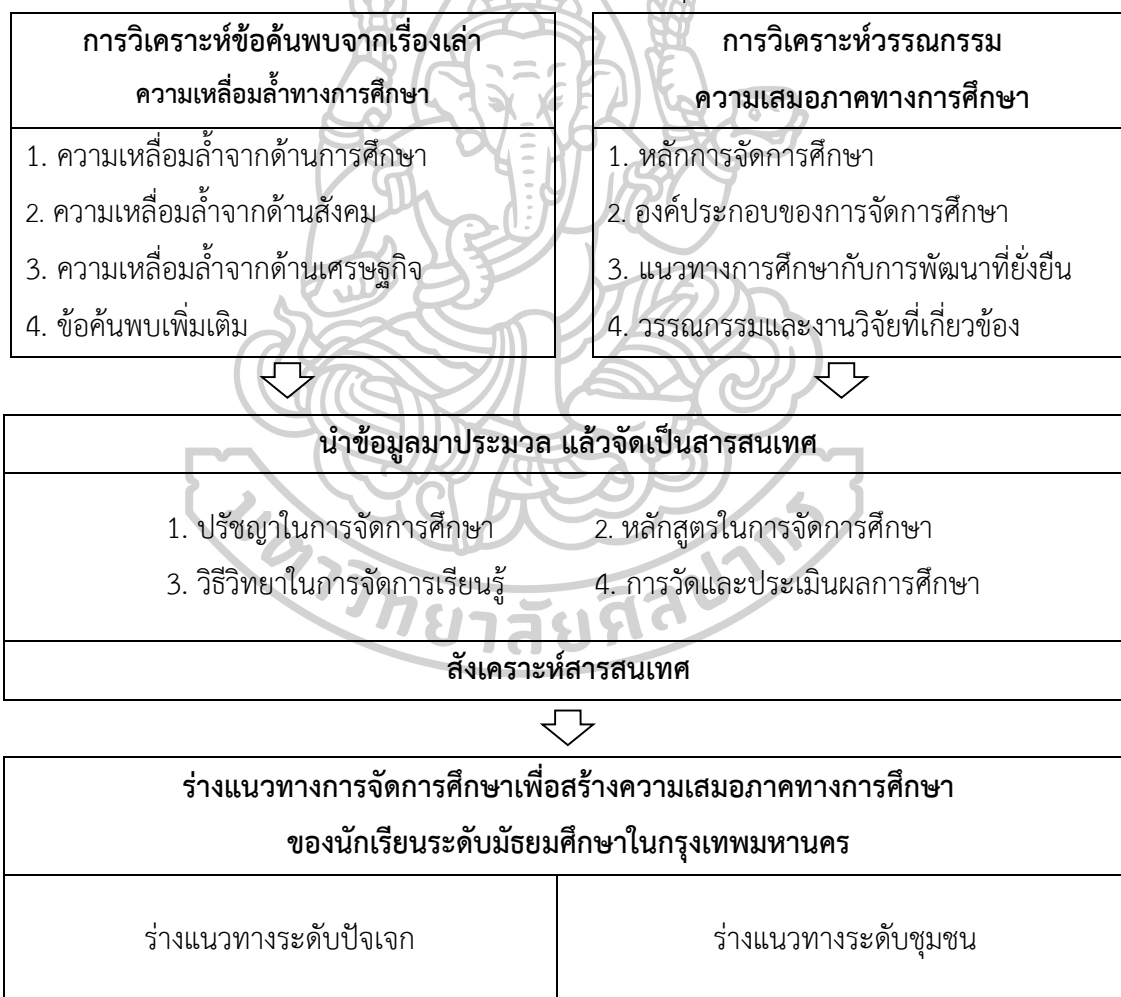 การวิเคราะห์ข้อค้นพบจากเรื่องเล่า
ความเหลื่อมล้ำทางการศึกษา
1. ความเหลื่อมล้ำจากด้านการศึกษา
2. ความเหลื่อมล้ำจากด้านสังคม
3. ความเหลื่อมล้ำจากด้านเศรษฐกิจ
4. ข้อค้นพบเพิ่มเติม
การวิเคราะห์วรรณกรรม
ความเสมอภาคทางการศึกษา
1. หลักการจัดการศึกษา
2. องค์ประกอบของการจัดการศึกษา
3. แนวทางการศึกษากับการพัฒนาที่ยั่งยืน
4. วรรณกรรมและงานวิจัยที่เกี่ยวข้อง
นำข้อมูลมาประมวล แล้วจัดเป็นสารสนเทศ
1. ปรัชญาในการจัดการศึกษา 2. หลักสูตรในการจัดการศึกษา
3. วิธีวิทยาในการจัดการเรียนรู้ 4. การวัดและประเมินผลการศึกษา
มหาวิทยาลัยศิลปากร
สังเคราะห์สารสนเทศ
ร่างแนวทางการจัดการศึกษาเพื่อสร้างความเสมอภาคทางการศึกษา
ของนักเรียนระดับมัธยมศึกษาในกรุงเทพมหานคร
ร่างแนวทางระดับปัจเจก
ร่างแนวทางระดับชุมชน